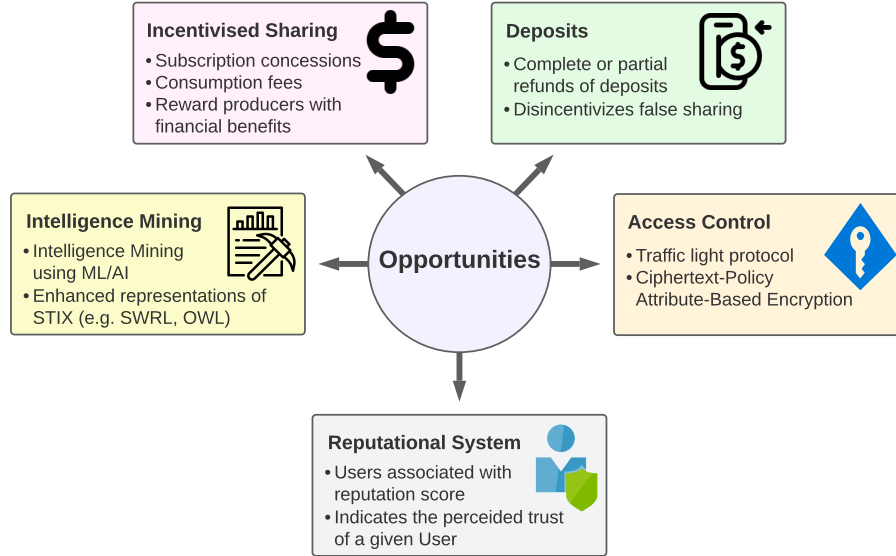 Incentivised Sharing
• Subscription concessions
• Consumption fees
• Reward producers with
financial benefits
$
Deposits
• Complete or partial
refunds of deposits
• Disincentivizes false sharing
$
Intelligence Mining
• Intelligence Mining
using ML/AI
• Enhanced representations of
STIX (e.g. SWRL, OWL)
Opportunities
Access Control
• Traffic light protocol
• Ciphertext-Policy
Attribute-Based Encryption
Reputational System
• Users associated with
reputation score
• Indicates the perceided trust
of a given User